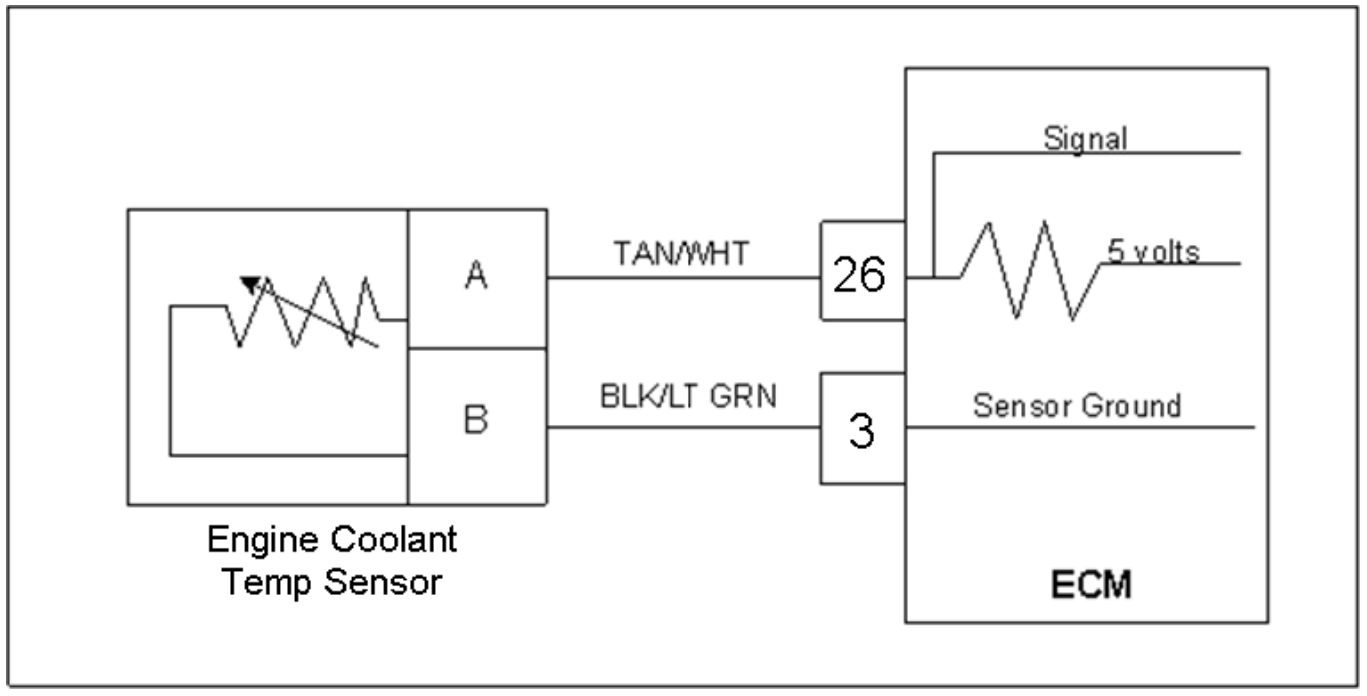 Signal
TAN/WHT
5 volts
A
26
BLK/LT GRN
Sensor Ground
B
3
Engine Coolant
Temp Sensor
ECM